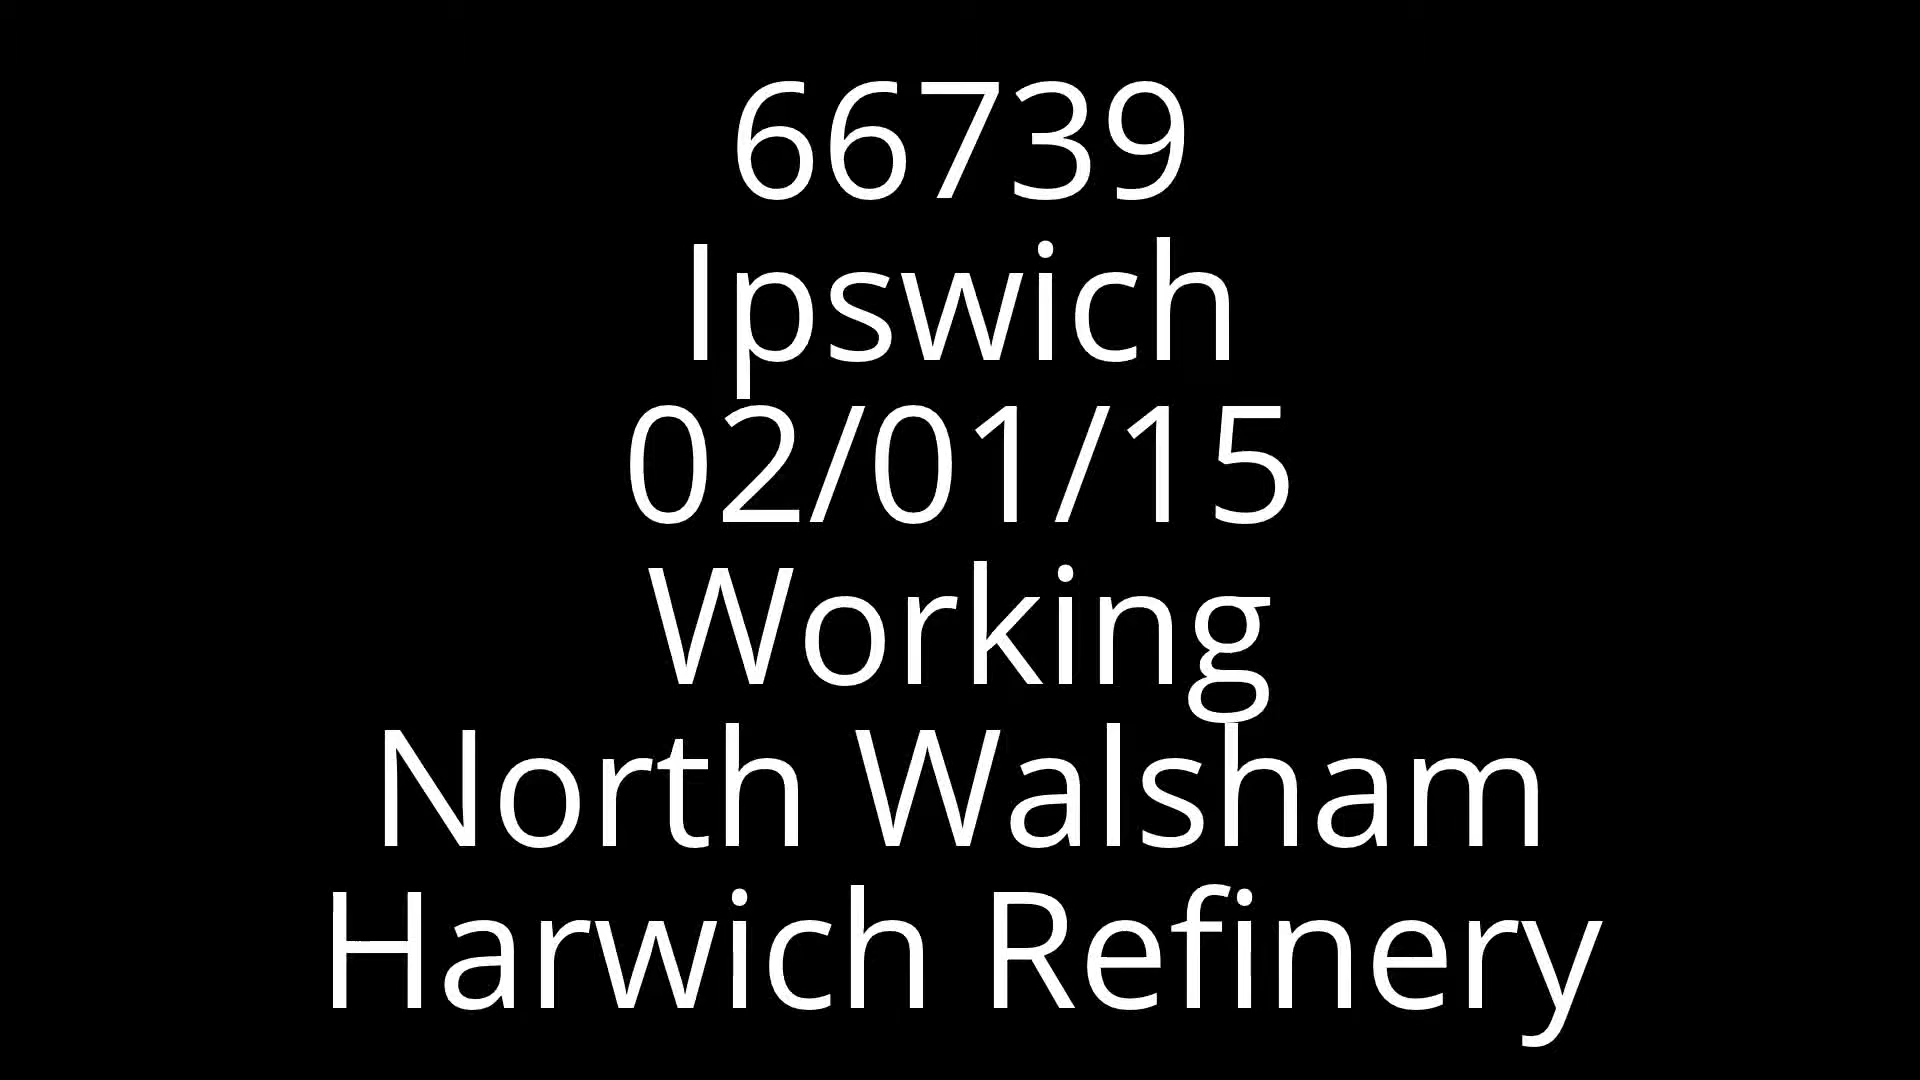 66739
Ipswich
02/01/15
Working
North Walsham
Harwich Refinery